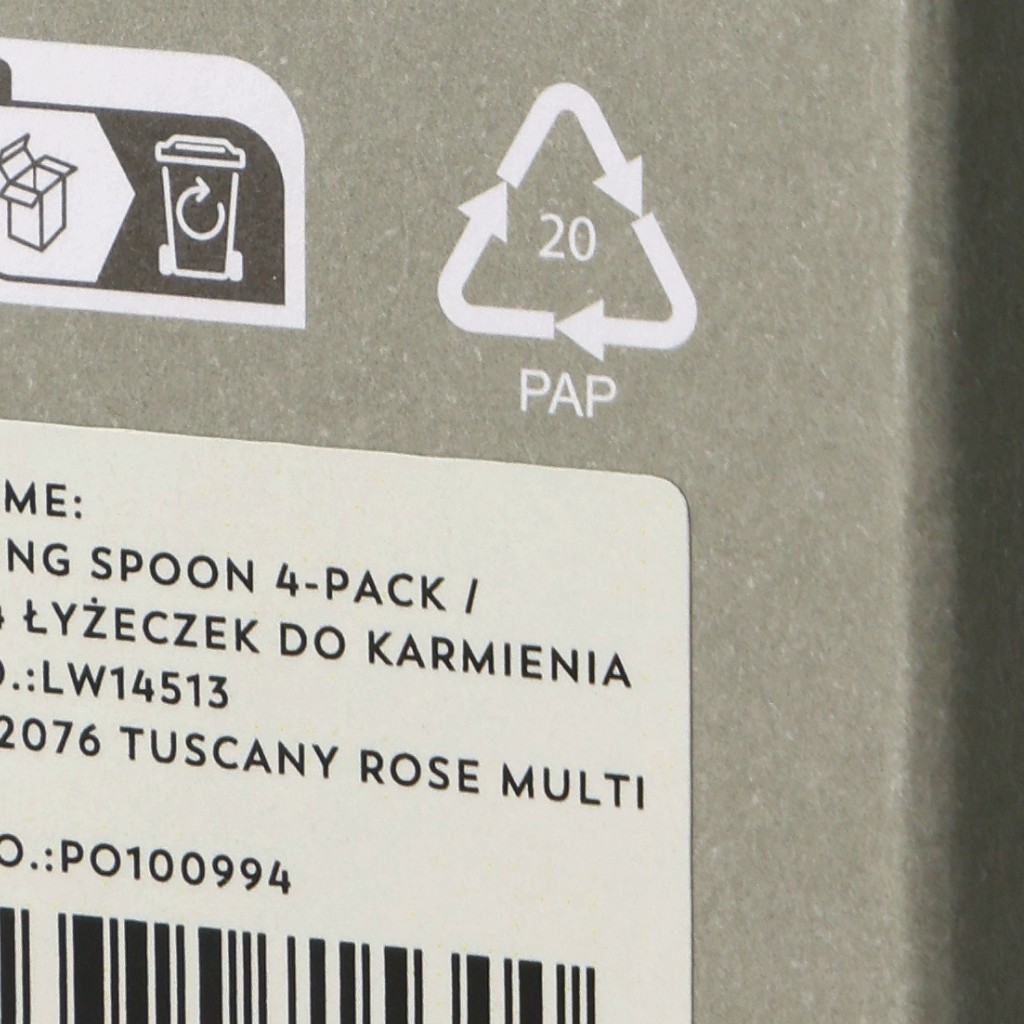 20
PAP
ME:
NG SPOON 4-PACK /
ŁYŻECZEK DO KARMIENIA
O.:LW14513
2076 TUSCANY ROSE MULTI
O.:PO100994